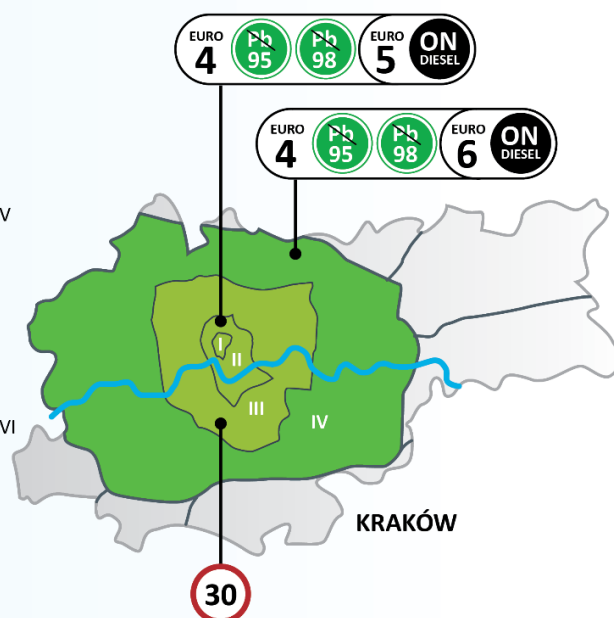 EURO 4 Pb 95 Pb 98 EURO 5 ON DIESEL
EURO 4 Pb 95 Pb 98 EURO 6 ON DIESEL
V
I
II
III
IV
VI
KRAKÓW
30